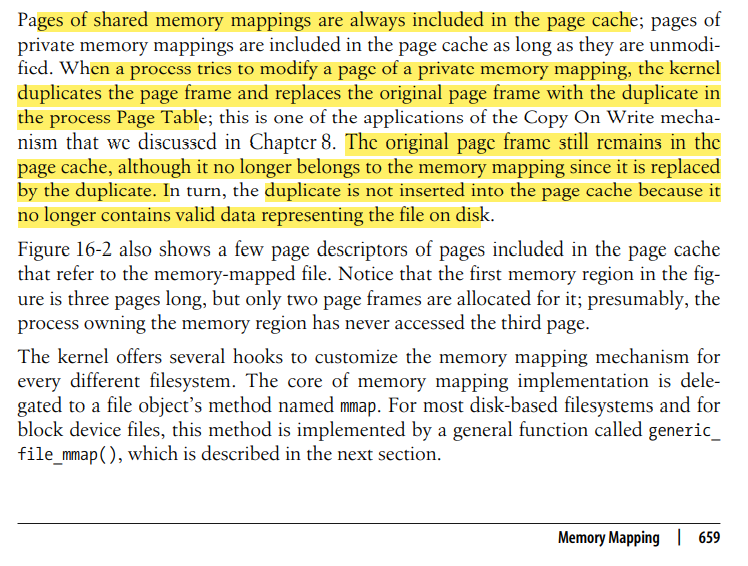 Pages of shared memory mappings are always included in the page cache; pages of
private memory mappings are included in the page cache as long as they are unmodi-
fied. When a process tries to modify a page of a private memory mapping, the kernel
duplicates the page frame and replaces the original page frame with the duplicate in
the process Page Table; this is one of the applications of the Copy On Write mecha-
nism that we discussed in Chapter 8. The original page frame still remains in the
page cache, although it no longer belongs to the memory mapping since it is replaced
by the duplicate. In turn, the duplicate is not inserted into the page cache because it
no longer contains valid data representing the file on disk.
Figure 16-2 also shows a few page descriptors of pages included in the page cache
that refer to the memory-mapped file. Notice that the first memory region in the fig-
ure is three pages long, but only two page frames are allocated for it; presumably, the
process owning the memory region has never accessed the third page.
The kernel offers several hooks to customize the memory mapping mechanism for
every different filesystem. The core of memory mapping implementation is dele-
gated to a file object's method named mmap. For most disk-based filesystems and for
block device files, this method is implemented by a general function called generic_
file_mmap(), which is described in the next section.
Memory Mapping | 659